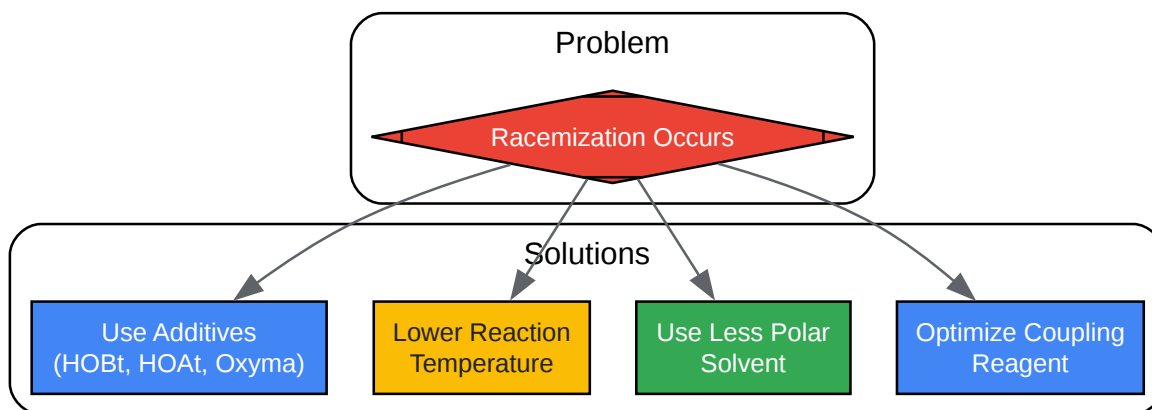 Problem
Racemization Occurs
Solutions
Use Additives
(HOBt, HOAt, Oxyma)
Lower Reaction
Temperature
Use Less Polar
Solvent
Optimize Coupling
Reagent